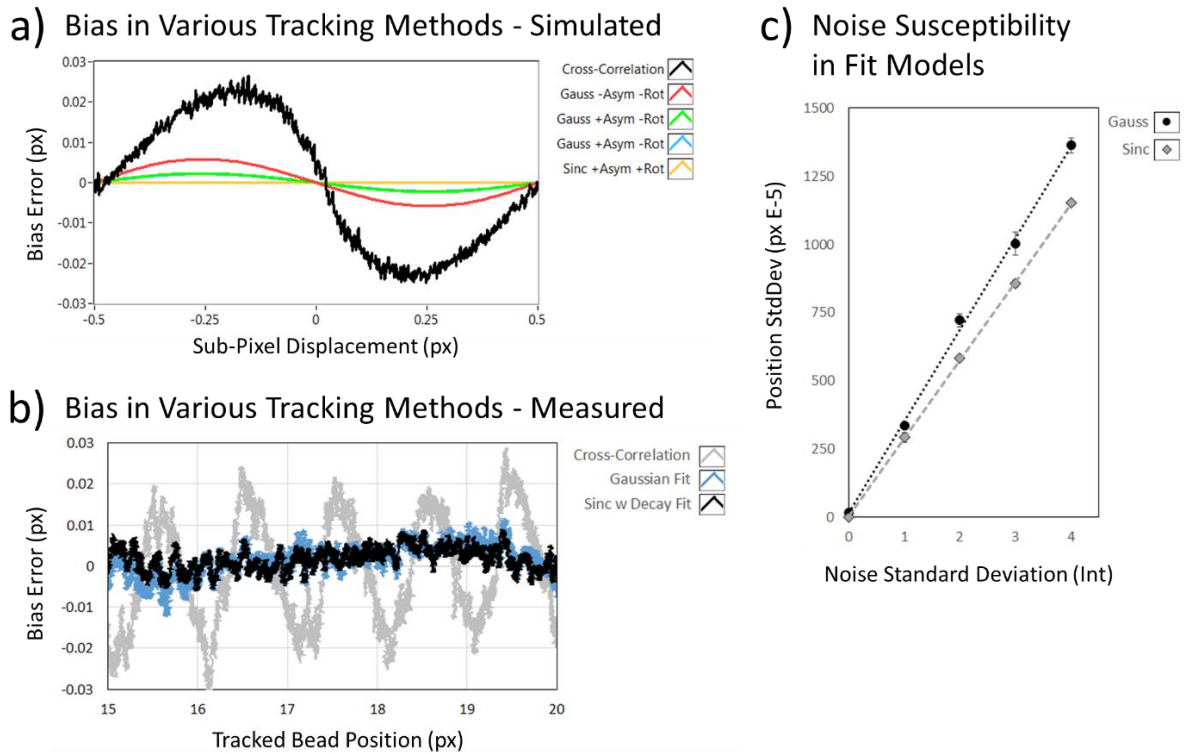 a) Bias in Various Tracking Methods - Simulated
0.03
0.02
0.01
0
-0.01
-0.02
-0.03
Bias Error (px)
-0.5
-0.25
0
0.25
0.5
Sub-Pixel Displacement (px)
Cross-Correlation
Gauss -Asym -Rot
Gauss +Asym -Rot
Gauss +Asym -Rot
Sinc +Asym +Rot
b) Bias in Various Tracking Methods - Measured
0.03
0.02
0.01
0
-0.01
-0.02
-0.03
Bias Error (px)
15
16
17
18
19
20
Tracked Bead Position (px)
Cross-Correlation
Gaussian Fit
Sinc w Decay Fit
c) Noise Susceptibility
in Fit Models
1500
1250
1000
750
500
250
0
Position StdDev (px E-5)
0
1
2
3
4
Noise Standard Deviation (Int)
Gauss
Sinc